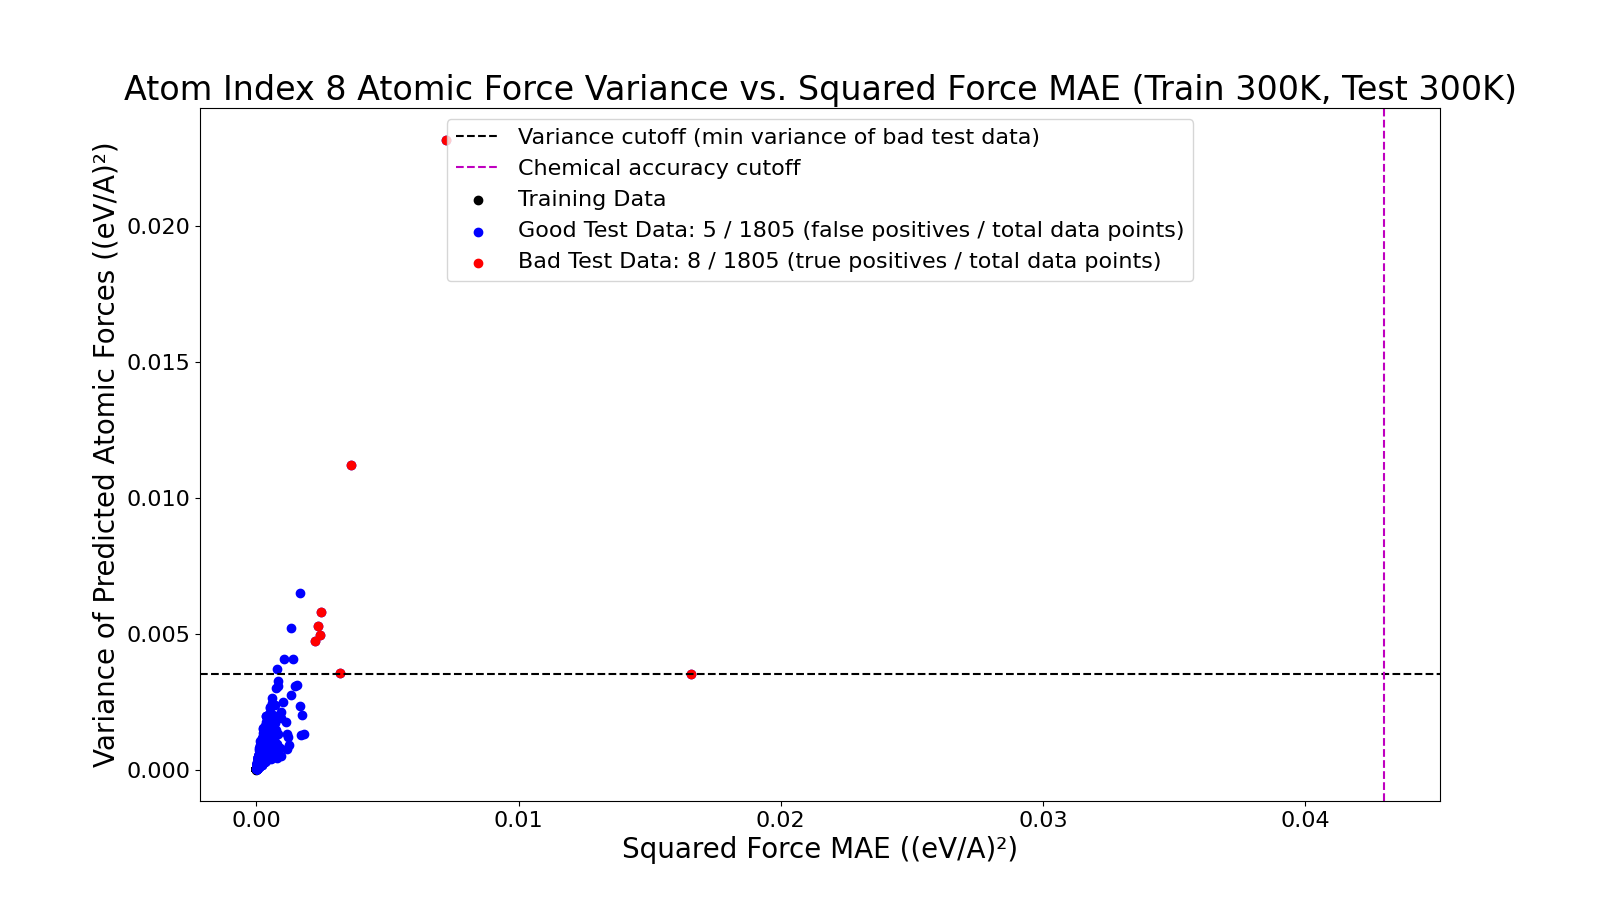 Atom Index 8 Atomic Force Variance vs. Squared Force MAE (Train 300K, Test 300K)
Variance cutoff (min variance of bad test data)
Chemical accuracy cutoff
Training Data
Good Test Data: 5 / 1805 (false positives / total data points)
Bad Test Data: 8 / 1805 (true positives / total data points)
Variance of Predicted Atomic Forces ((eV/A)²)
0.020
0.015
0.010
0.005
0.000
0.00 0.01 0.02 0.03 0.04
Squared Force MAE ((eV/A)²)